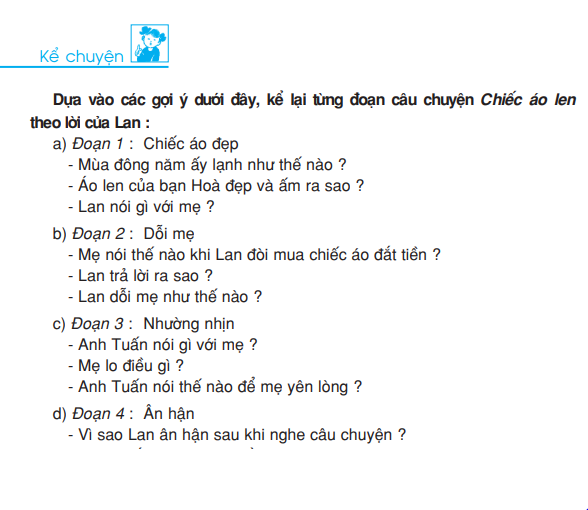 Kể chuyện
Dựa vào các gợi ý dưới đây, kể lại từng đoạn câu chuyện Chiếc áo len
theo lời của Lan :
a) Đoạn 1 : Chiếc áo đẹp
- Mùa đông năm ấy lạnh như thế nào ?
- Áo len của bạn Hoà đẹp và ấm ra sao ?
- Lan nói gì với mẹ ?
b) Đoạn 2 : Dỗi mẹ
- Mẹ nói thế nào khi Lan đòi mua chiếc áo đắt tiền ?
- Lan trả lời ra sao ?
- Lan dỗi mẹ như thế nào ?
c) Đoạn 3 : Nhường nhịn
- Anh Tuấn nói gì với mẹ ?
- Mẹ lo điều gì ?
- Anh Tuấn nói thế nào để mẹ yên lòng ?
d) Đoạn 4 : Ân hận
- Vì sao Lan ân hận sau khi nghe câu chuyện ?